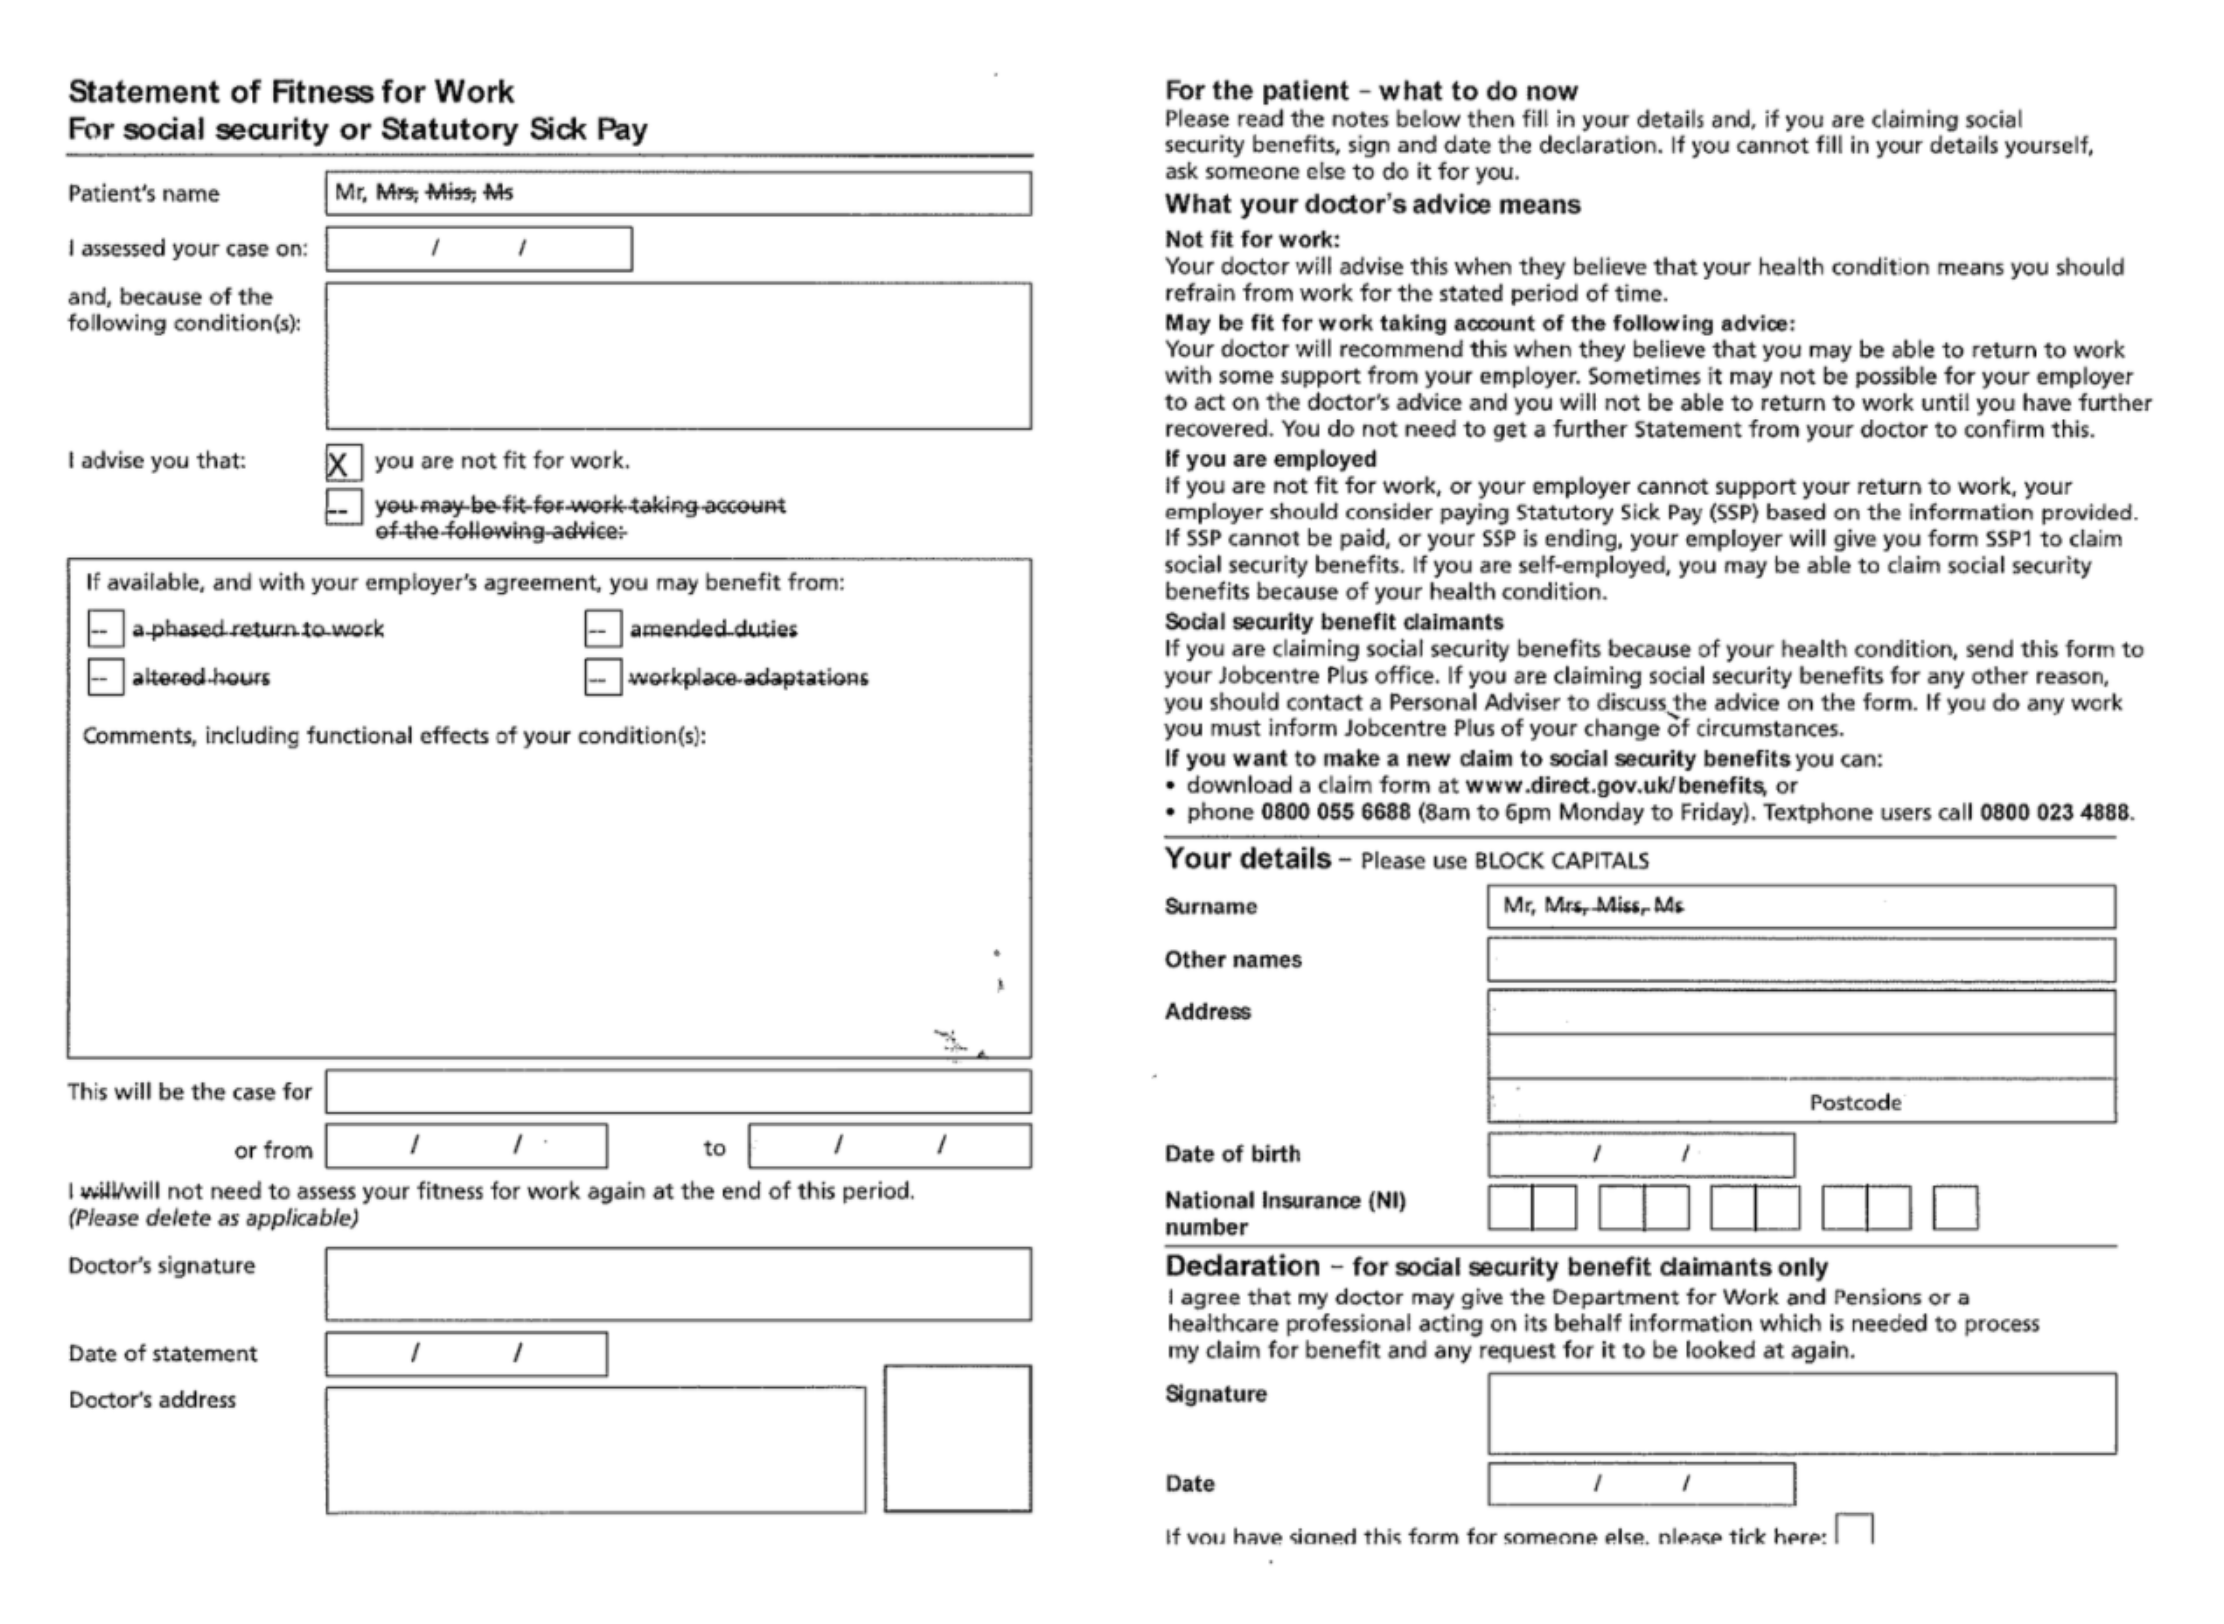 Statement of Fitness for Work
For social security or Statutory Sick Pay
Patient's name
Mr, Mrs, Miss, Ms
I assessed your case on:
/ /
and, because of the
following condition(s):
I advise you that:
X you are not fit for work.
-- you may be fit for work taking account
of the following advice:
If available, and with your employer's agreement, you may benefit from:
-- a phased return to work
-- amended duties
-- altered hours
-- workplace adaptations
Comments, including functional effects of your condition(s):
This will be the case for
or from / / to / /
I will/will not need to assess your fitness for work again at the end of this period.
(Please delete as applicable)
Doctor's signature
Date of statement
/ /
Doctor's address
For the patient – what to do now
Please read the notes below then fill in your details and, if you are claiming social
security benefits, sign and date the declaration. If you cannot fill in your details yourself,
ask someone else to do it for you.
What your doctor's advice means
Not fit for work:
Your doctor will advise this when they believe that your health condition means you should
refrain from work for the stated period of time.
May be fit for work taking account of the following advice:
Your doctor will recommend this when they believe that you may be able to return to work
with some support from your employer. Sometimes it may not be possible for your employer
to act on the doctor's advice and you will not be able to return to work until you have further
recovered. You do not need to get a further Statement from your doctor to confirm this.
If you are employed
If you are not fit for work, or your employer cannot support your return to work, your
employer should consider paying Statutory Sick Pay (SSP) based on the information provided.
If SSP cannot be paid, or your SSP is ending, your employer will give you form SSP1 to claim
social security benefits. If you are self-employed, you may be able to claim social security
benefits because of your health condition.
Social security benefit claimants
If you are claiming social security benefits because of your health condition, send this form to
your Jobcentre Plus office. If you are claiming social security benefits for any other reason,
you should contact a Personal Adviser to discuss the advice on the form. If you do any work
you must inform Jobcentre Plus of your change of circumstances.
If you want to make a new claim to social security benefits you can:
• download a claim form at www.direct.gov.uk/benefits, or
• phone 0800 055 6688 (8am to 6pm Monday to Friday). Textphone users call 0800 023 4888.
Your details – Please use BLOCK CAPITALS
Surname
Mr, Mrs, Miss, Ms
Other names
Address
Postcode
Date of birth
/ /
National Insurance (NI)
number
Declaration – for social security benefit claimants only
I agree that my doctor may give the Department for Work and Pensions or a
healthcare professional acting on its behalf information which is needed to process
my claim for benefit and any request for it to be looked at again.
Signature
Date
/ /
If you have signed this form for someone else, please tick here: